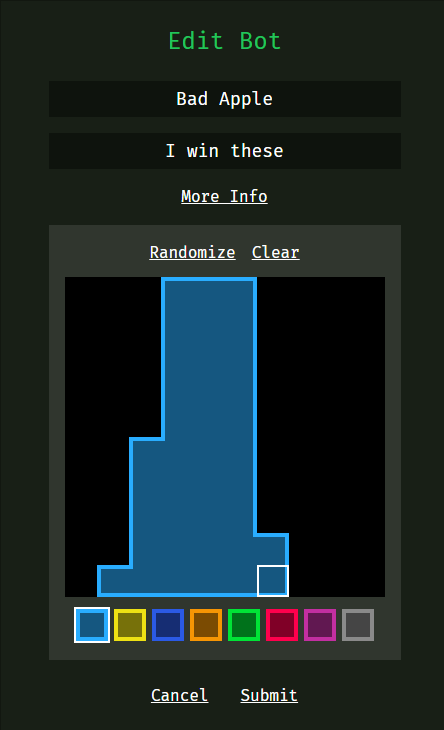 Edit Bot
Bad Apple
I win these
More Info
Randomize Clear
Cancel Submit